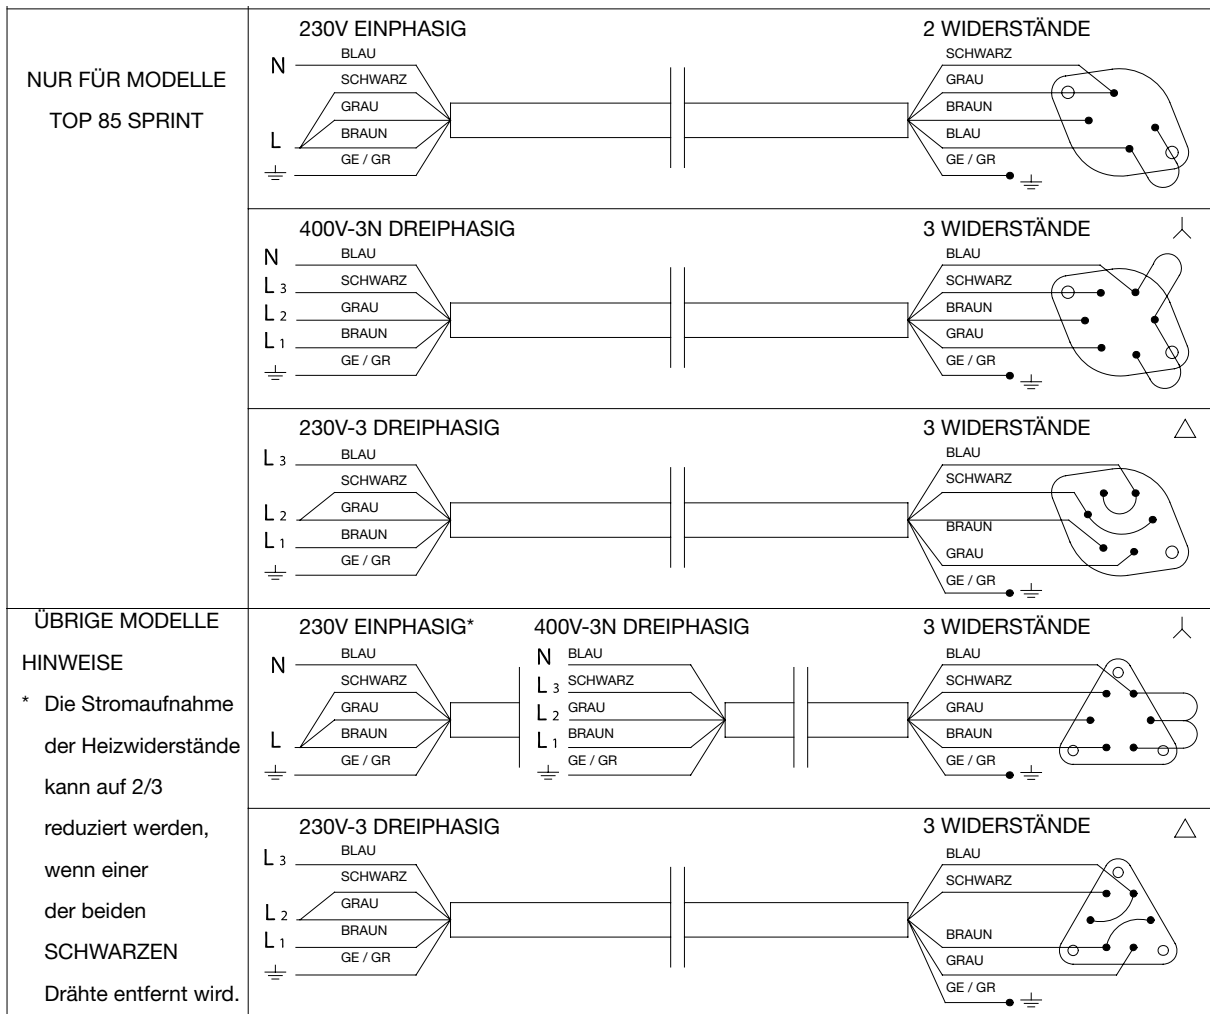 NUR FÜR MODELLE
TOP 85 SPRINT
230V EINPHASIG
2 WIDERSTÄNDE
N
BLAU
SCHWARZ
GRAU
L
BRAUN
GE / GR
SCHWARZ
GRAU
BRAUN
BLAU
GE / GR
400V-3N DREIPHASIG
3 WIDERSTÄNDE
N
BLAU
L 3
SCHWARZ
L 2
GRAU
L 1
BRAUN
GE / GR
BLAU
SCHWARZ
BRAUN
GRAU
GE / GR
230V-3 DREIPHASIG
3 WIDERSTÄNDE
L 3
BLAU
SCHWARZ
L 2
GRAU
L 1
BRAUN
GE / GR
BLAU
SCHWARZ
BRAUN
GRAU
GE / GR
ÜBRIGE MODELLE
HINWEISE
* Die Stromaufnahme
der Heizwiderstände
kann auf 2/3
reduziert werden,
wenn einer
der beiden
SCHWARZEN
Drähte entfernt wird.
230V EINPHASIG*
400V-3N DREIPHASIG
3 WIDERSTÄNDE
N
BLAU
SCHWARZ
GRAU
L
BRAUN
GE / GR
N
BLAU
L 3
SCHWARZ
L 2
GRAU
L 1
BRAUN
GE / GR
BLAU
SCHWARZ
GRAU
BRAUN
GE / GR
230V-3 DREIPHASIG
3 WIDERSTÄNDE
L 3
BLAU
SCHWARZ
L 2
GRAU
L 1
BRAUN
GE / GR
BLAU
SCHWARZ
BRAUN
GRAU
GE / GR